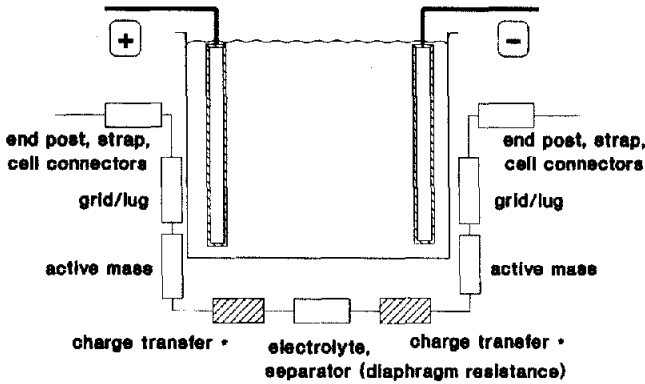 +
-
end post, strap,
cell connectors
end post, strap,
cell connectors
grid/lug
grid/lug
active mass
active mass
charge transfer *
electrolyte,
separator (diaphragm resistance)
charge transfer *